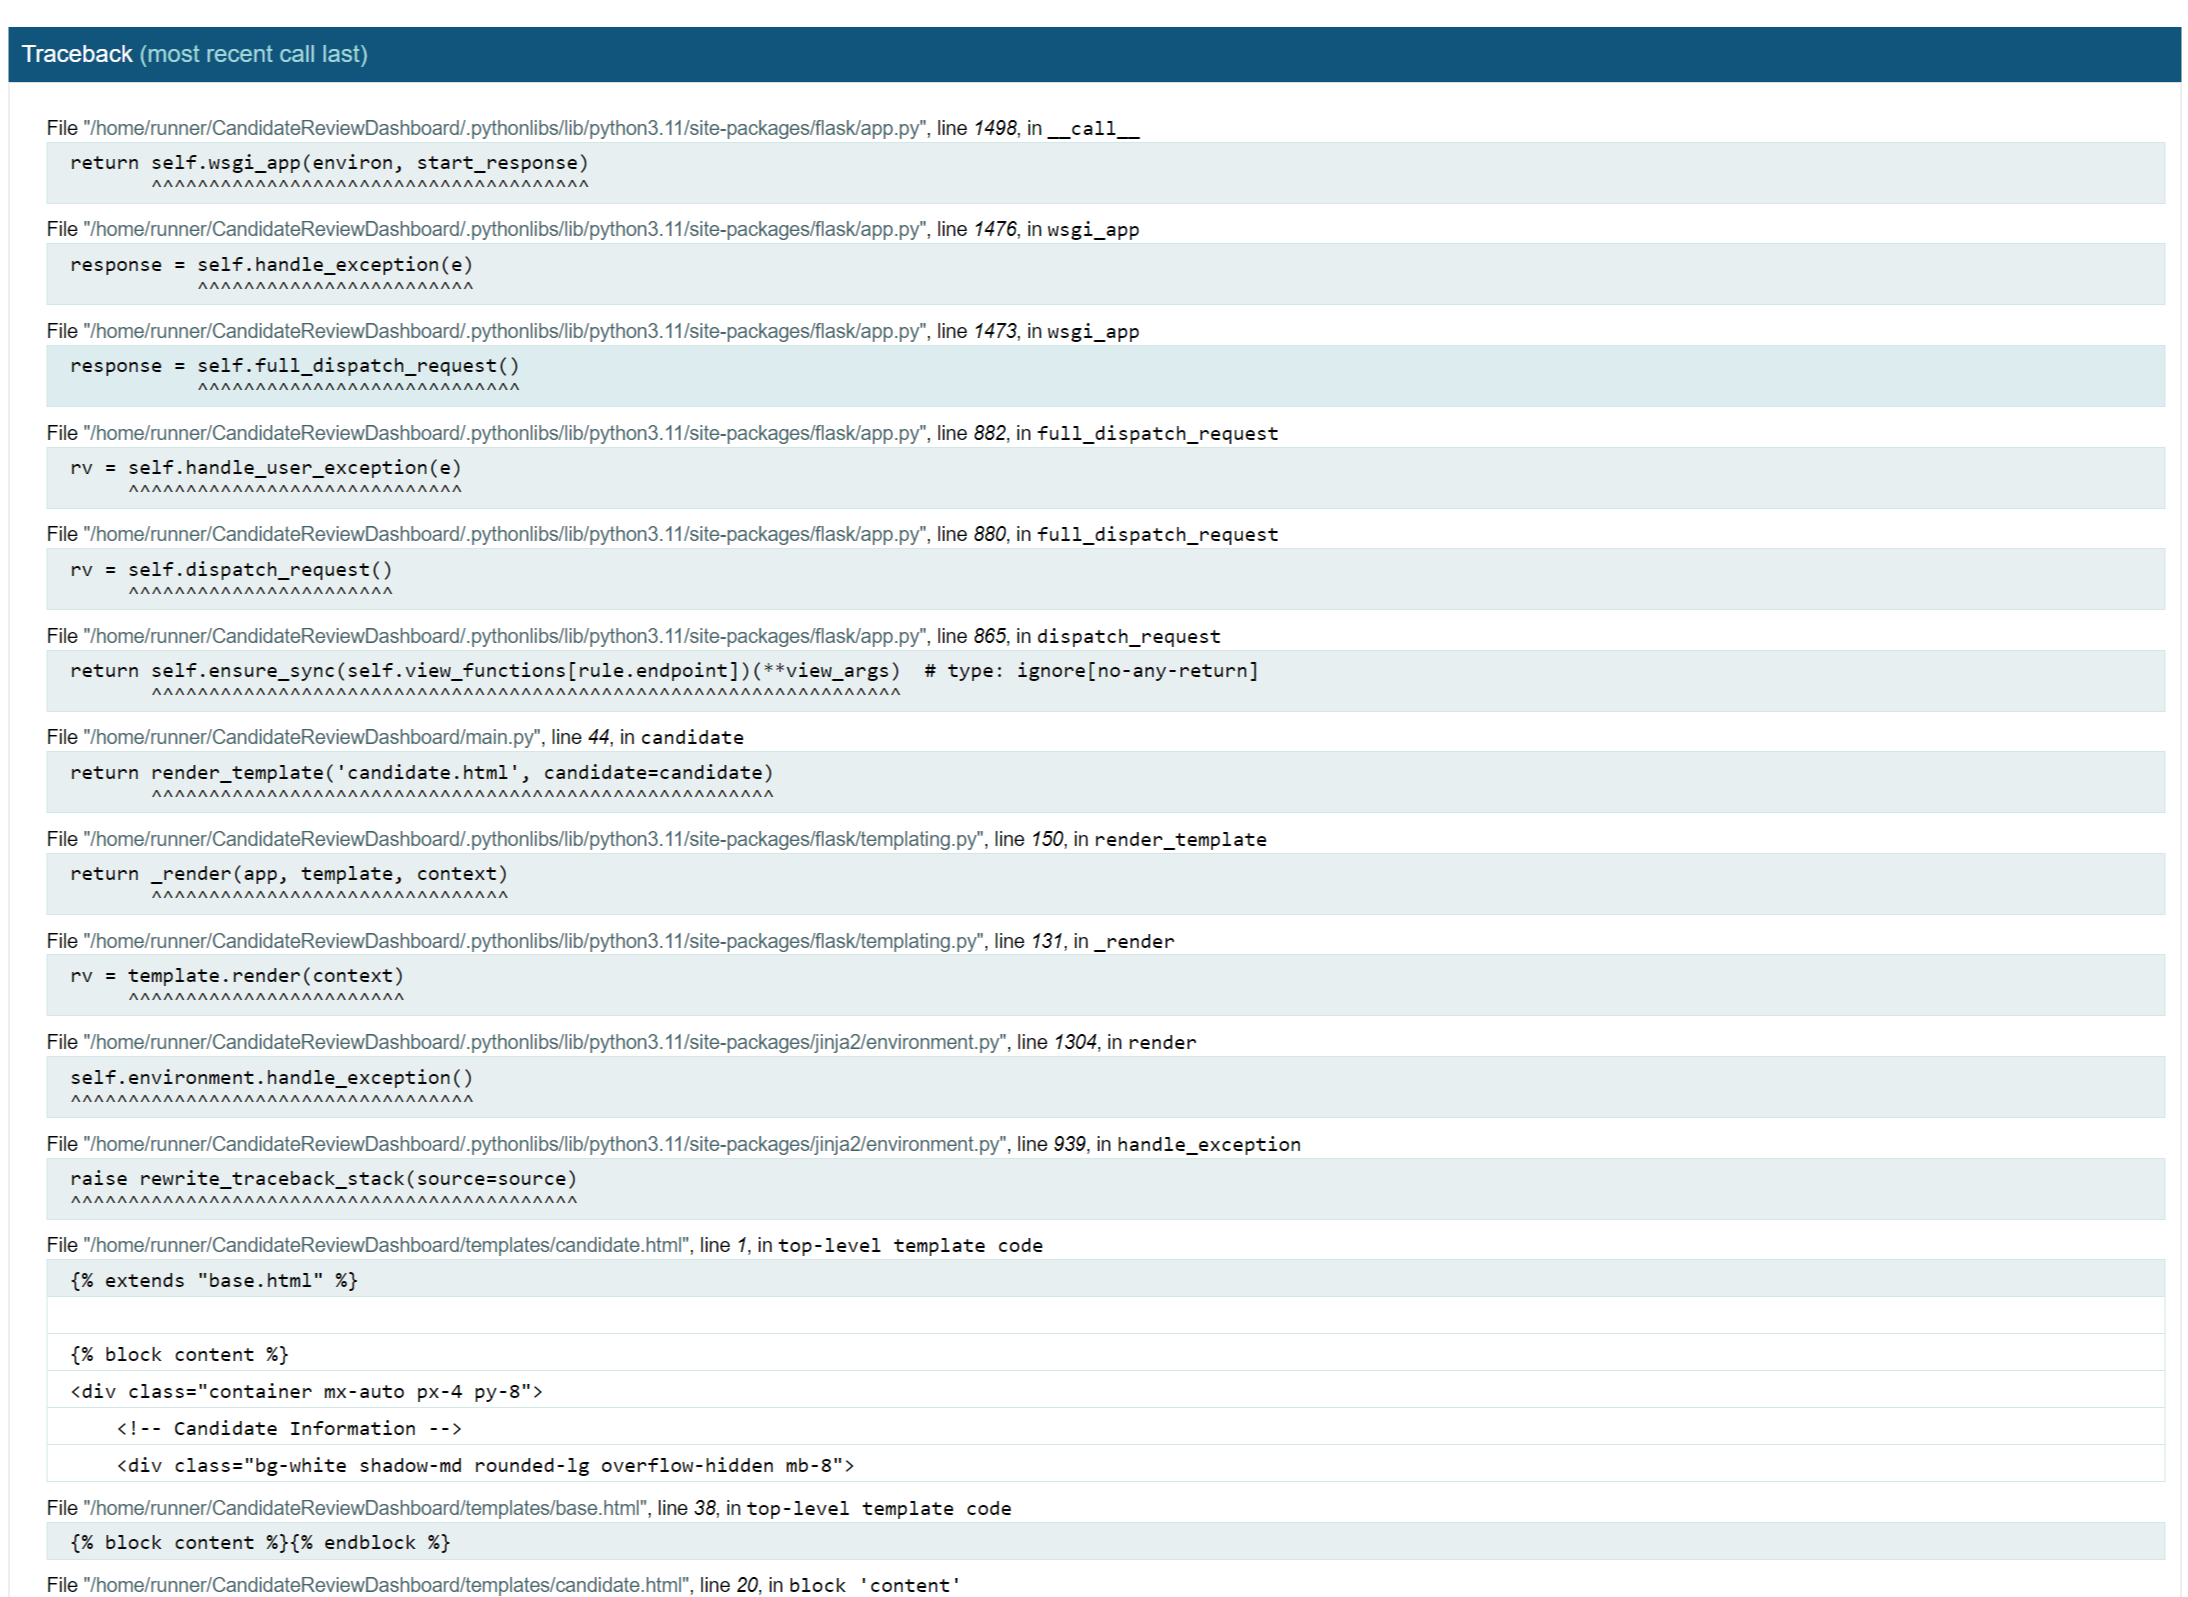 Traceback (most recent call last)
File "/home/runner/CandidateReviewDashboard/.pythonlibs/lib/python3.11/site-packages/flask/app.py", line 1498, in __call__
return self.wsgi_app(environ, start_response)
       ^^^^^^^^^^^^^^^^^^^^^^^^^^^^^^^^^^^^^^
File "/home/runner/CandidateReviewDashboard/.pythonlibs/lib/python3.11/site-packages/flask/app.py", line 1476, in wsgi_app
response = self.handle_exception(e)
           ^^^^^^^^^^^^^^^^^^^^^^^^
File "/home/runner/CandidateReviewDashboard/.pythonlibs/lib/python3.11/site-packages/flask/app.py", line 1473, in wsgi_app
response = self.full_dispatch_request()
           ^^^^^^^^^^^^^^^^^^^^^^^^^^^^
File "/home/runner/CandidateReviewDashboard/.pythonlibs/lib/python3.11/site-packages/flask/app.py", line 882, in full_dispatch_request
rv = self.handle_user_exception(e)
     ^^^^^^^^^^^^^^^^^^^^^^^^^^^^^
File "/home/runner/CandidateReviewDashboard/.pythonlibs/lib/python3.11/site-packages/flask/app.py", line 880, in full_dispatch_request
rv = self.dispatch_request()
     ^^^^^^^^^^^^^^^^^^^^^^^
File "/home/runner/CandidateReviewDashboard/.pythonlibs/lib/python3.11/site-packages/flask/app.py", line 865, in dispatch_request
return self.ensure_sync(self.view_functions[rule.endpoint])(**view_args)  # type: ignore[no-any-return]
       ^^^^^^^^^^^^^^^^^^^^^^^^^^^^^^^^^^^^^^^^^^^^^^^^^^^^^^^^^^^^^^^^^
File "/home/runner/CandidateReviewDashboard/main.py", line 44, in candidate
return render_template('candidate.html', candidate=candidate)
       ^^^^^^^^^^^^^^^^^^^^^^^^^^^^^^^^^^^^^^^^^^^^^^^^^^^^^^
File "/home/runner/CandidateReviewDashboard/.pythonlibs/lib/python3.11/site-packages/flask/templating.py", line 150, in render_template
return _render(app, template, context)
       ^^^^^^^^^^^^^^^^^^^^^^^^^^^^^^^
File "/home/runner/CandidateReviewDashboard/.pythonlibs/lib/python3.11/site-packages/flask/templating.py", line 131, in _render
rv = template.render(context)
     ^^^^^^^^^^^^^^^^^^^^^^^^
File "/home/runner/CandidateReviewDashboard/.pythonlibs/lib/python3.11/site-packages/jinja2/environment.py", line 1304, in render
self.environment.handle_exception()
^^^^^^^^^^^^^^^^^^^^^^^^^^^^^^^^^^^
File "/home/runner/CandidateReviewDashboard/.pythonlibs/lib/python3.11/site-packages/jinja2/environment.py", line 939, in handle_exception
raise rewrite_traceback_stack(source=source)
^^^^^^^^^^^^^^^^^^^^^^^^^^^^^^^^^^^^^^^^^^^^
File "/home/runner/CandidateReviewDashboard/templates/candidate.html", line 1, in top-level template code
{% extends "base.html" %}
{% block content %}
<div class="container mx-auto px-4 py-8">
    <!-- Candidate Information -->
    <div class="bg-white shadow-md rounded-lg overflow-hidden mb-8">
File "/home/runner/CandidateReviewDashboard/templates/base.html", line 38, in top-level template code
{% block content %}{% endblock %}
File "/home/runner/CandidateReviewDashboard/templates/candidate.html", line 20, in block 'content'